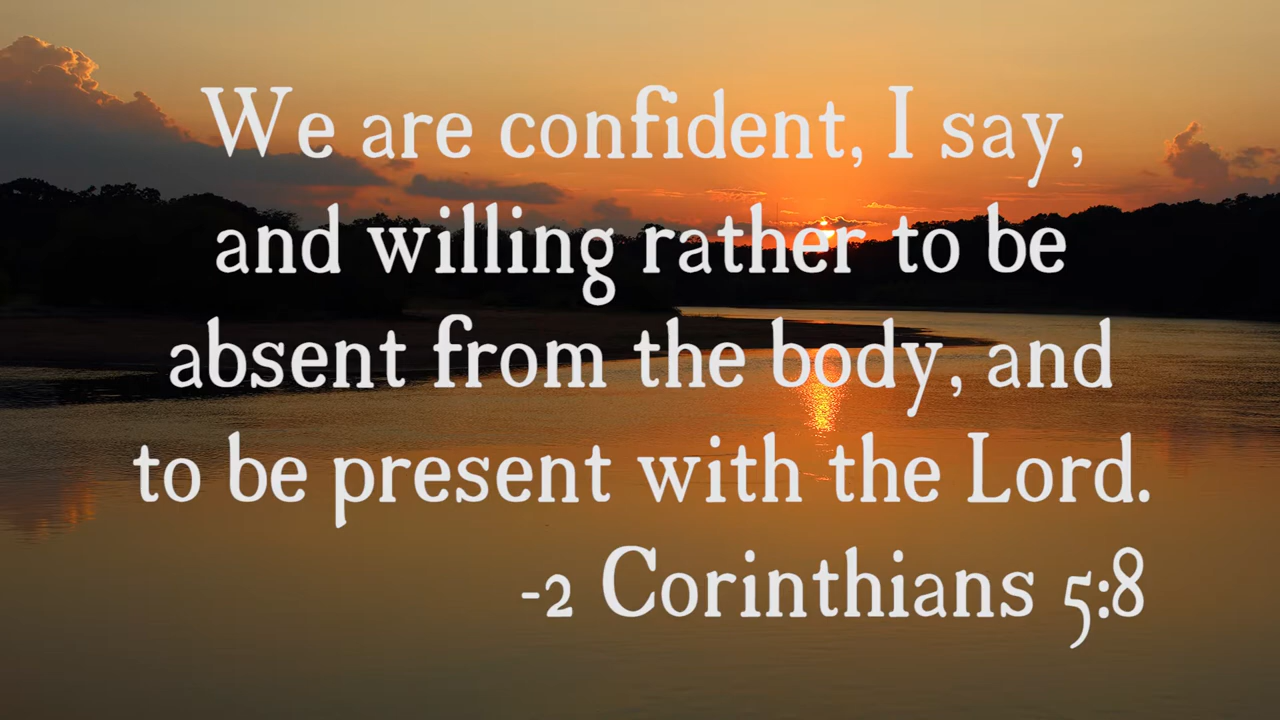 We are confident, I say,
and willing rather to be
absent from the body, and
to be present with the Lord.
-2 Corinthians 5:8